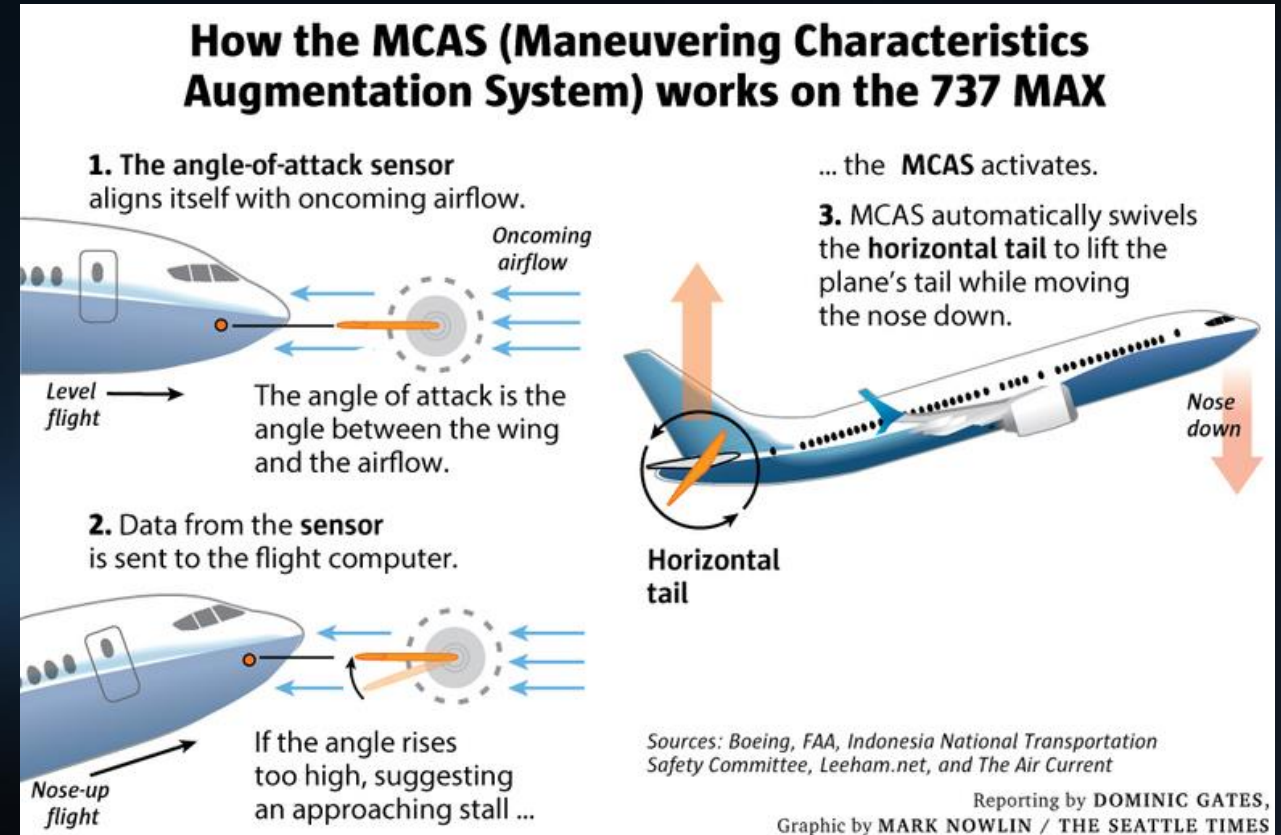 How the MCAS (Maneuvering Characteristics
Augmentation System) works on the 737 MAX
1. The angle-of-attack sensor
aligns itself with oncoming airflow.
Oncoming
airflow
Level
flight
The angle of attack is the
angle between the wing
and the airflow.
2. Data from the sensor
is sent to the flight computer.
Nose-up
flight
If the angle rises
too high, suggesting
an approaching stall ...
... the MCAS activates.
3. MCAS automatically swivels
the horizontal tail to lift the
plane's tail while moving
the nose down.
Nose
down
Horizontal
tail
Sources: Boeing, FAA, Indonesia National Transportation
Safety Committee, Leeham.net, and The Air Current
Reporting by DOMINIC GATES,
Graphic by MARK NOWLIN / THE SEATTLE TIMES